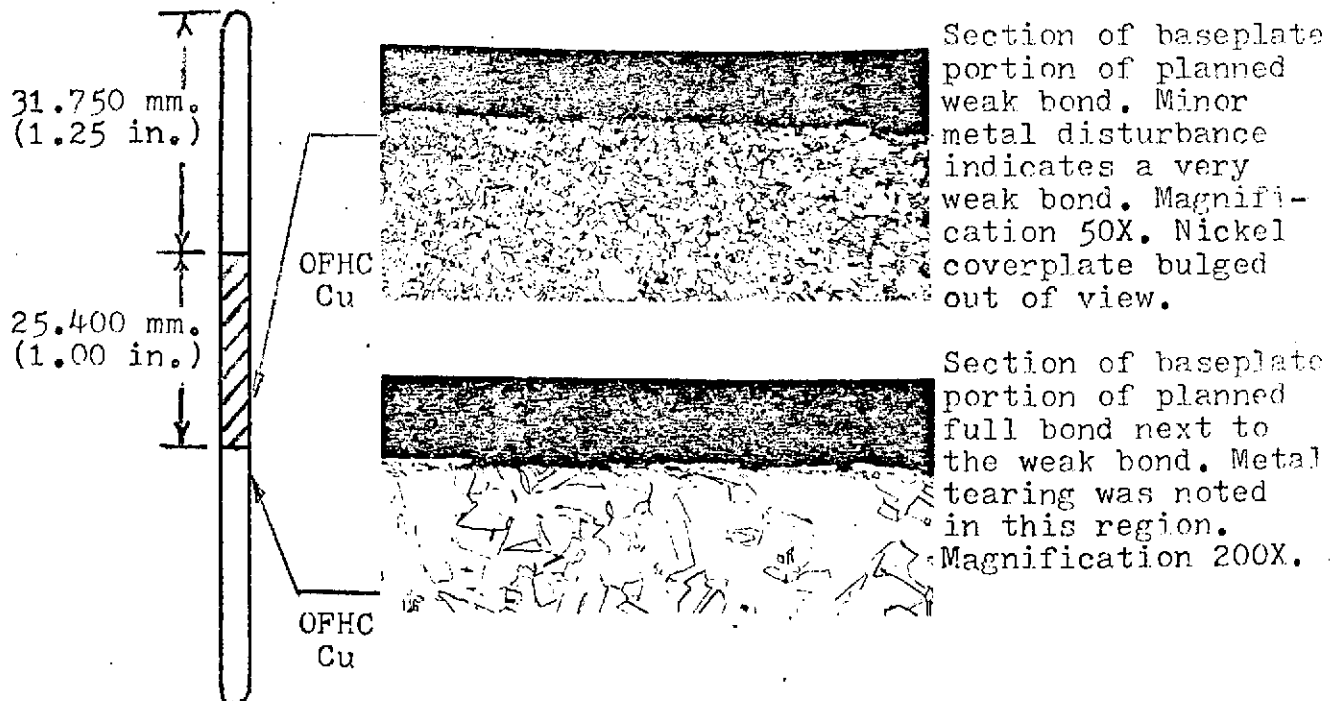 31.750 mm.
(1.25 in.)
25.400 mm.
(1.00 in.)
OFHC
Cu
Section of baseplate
portion of planned
weak bond. Minor
metal disturbance
indicates a very
weak bond. Magnifi-
cation 50X. Nickel
coverplate bulged
out of view.
OFHC
Cu
Section of baseplate
portion of planned
full bond next to
the weak bond. Metal
tearing was noted
in this region.
Magnification 200X.